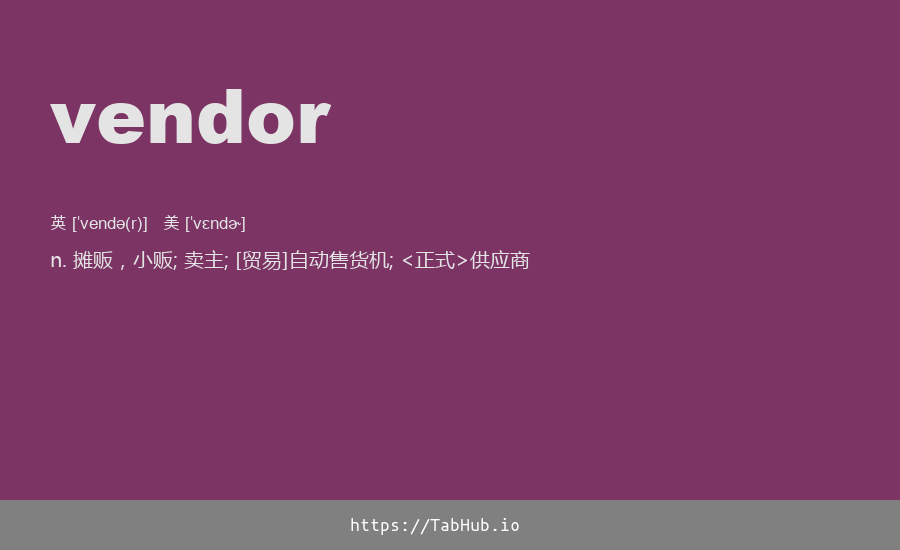 vendor
英 [ˈvendə(r)] 美 [ˈvɛndɚ]
n. 摊贩，小贩; 卖主; [贸易]自动售货机; <正式>供应商
https://TabHub.io